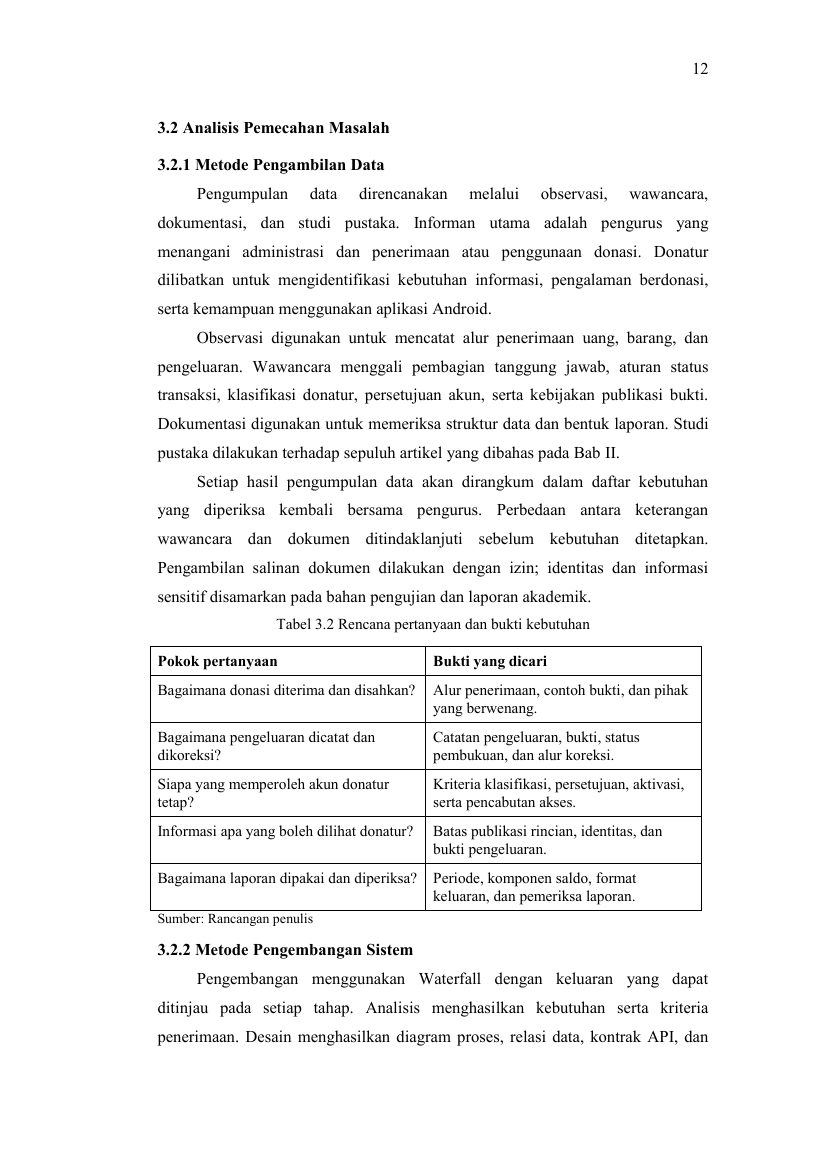 12
3.2 Analisis Pemecahan Masalah
3.2.1 Metode Pengambilan Data
Pengumpulan data direncanakan melalui observasi, wawancara,
dokumentasi, dan studi pustaka. Informan utama adalah pengurus yang
menangani administrasi dan penerimaan atau penggunaan donasi. Donatur
dilibatkan untuk mengidentifikasi kebutuhan informasi, pengalaman berdonasi,
serta kemampuan menggunakan aplikasi Android.
Observasi digunakan untuk mencatat alur penerimaan uang, barang, dan
pengeluaran. Wawancara menggali pembagian tanggung jawab, aturan status
transaksi, klasifikasi donatur, persetujuan akun, serta kebijakan publikasi bukti.
Dokumentasi digunakan untuk memeriksa struktur data dan bentuk laporan. Studi
pustaka dilakukan terhadap sepuluh artikel yang dibahas pada Bab II.
Setiap hasil pengumpulan data akan dirangkum dalam daftar kebutuhan
yang diperiksa kembali bersama pengurus. Perbedaan antara keterangan
wawancara dan dokumen ditindaklanjuti sebelum kebutuhan ditetapkan.
Pengambilan salinan dokumen dilakukan dengan izin; identitas dan informasi
sensitif disamarkan pada bahan pengujian dan laporan akademik.
Tabel 3.2 Rencana pertanyaan dan bukti kebutuhan
Pokok pertanyaan
Bukti yang dicari
Bagaimana donasi diterima dan disahkan?
Alur penerimaan, contoh bukti, dan pihak
yang berwenang.
Bagaimana pengeluaran dicatat dan
dikoreksi?
Catatan pengeluaran, bukti, status
pembukuan, dan alur koreksi.
Siapa yang memperoleh akun donatur
tetap?
Kriteria klasifikasi, persetujuan, aktivasi,
serta pencabutan akses.
Informasi apa yang boleh dilihat donatur?
Batas publikasi rincian, identitas, dan
bukti pengeluaran.
Bagaimana laporan dipakai dan diperiksa?
Periode, komponen saldo, format
keluaran, dan pemeriksa laporan.
Sumber: Rancangan penulis
3.2.2 Metode Pengembangan Sistem
Pengembangan menggunakan Waterfall dengan keluaran yang dapat
ditinjau pada setiap tahap. Analisis menghasilkan kebutuhan serta kriteria
penerimaan. Desain menghasilkan diagram proses, relasi data, kontrak API, dan